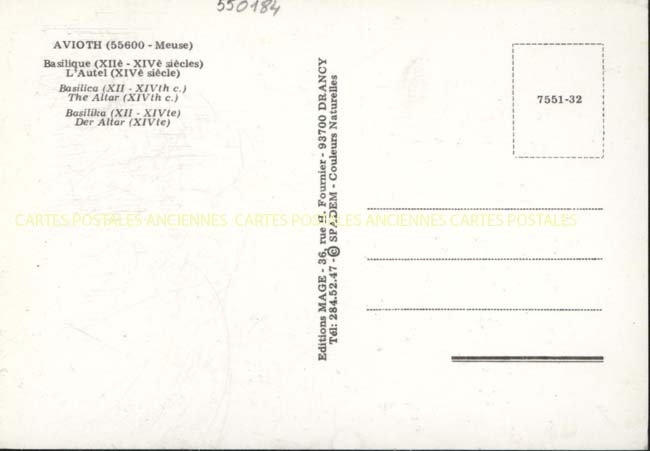 550184
AVIOTH (55600 - Meuse)
Basilique (XIIè - XIVè siècles)
L'Autel (XIVè siècle)
Basilica (XII - XIVth c.)
The Altar (XIVth c.)
Basilika (XII - XIVte)
Der Altar (XIVte)
Editions MAGE - 36, rue E. Fournier - 93700 DRANCY
Tél: 284.52.47 - © SPADEM - Couleurs Naturelles
7551-32
CARTES POSTALES ANCIENNES CARTES POSTALES ANCIENNES CARTES POSTALES